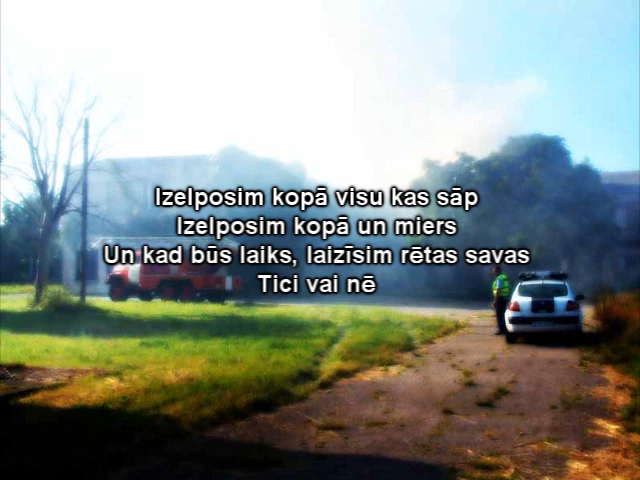 Izelposim kopā visu kas sāp
Izelposim kopā un miers
Un kad būs laiks, laizīsim rētas savas
Tici vai nē